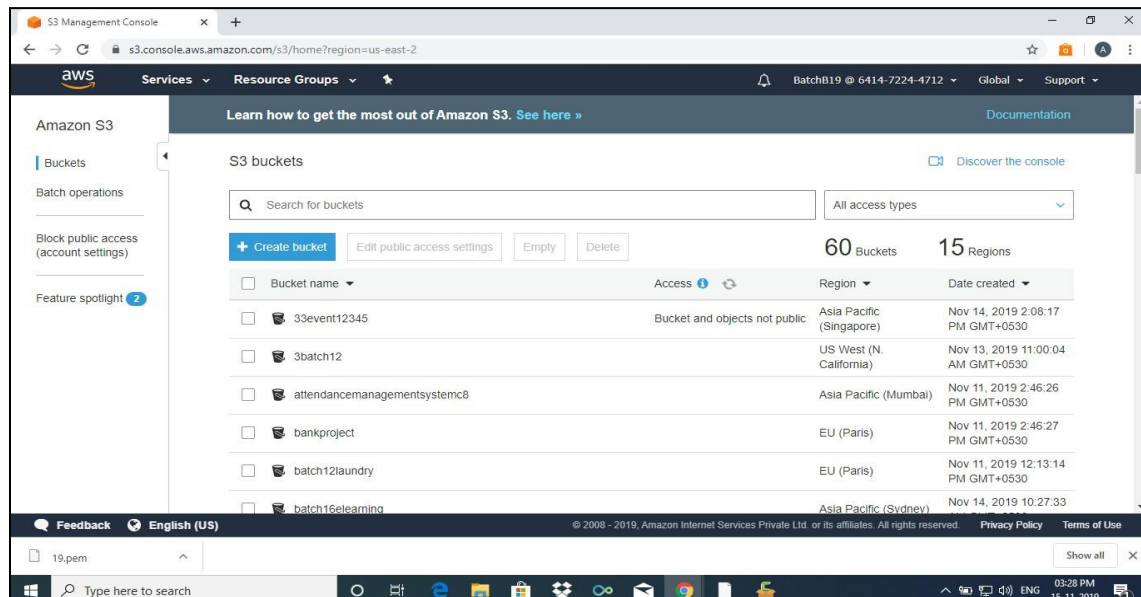 S3 Management Console
s3.console.aws.amazon.com/s3/home?region=us-east-2
aws Services Resource Groups BatchB19 @ 6414-7224-4712 Global Support
Amazon S3
Buckets
Batch operations
Block public access
(account settings)
Feature spotlight 2
Learn how to get the most out of Amazon S3. See here » Documentation
S3 buckets Discover the console
Search for buckets All access types
+ Create bucket Edit public access settings Empty Delete 60 Buckets 15 Regions
Bucket name Access Region Date created
33event12345 Bucket and objects not public Asia Pacific (Singapore) Nov 14, 2019 2:08:17 PM GMT+0530
3batch12 US West (N. California) Nov 13, 2019 11:00:04 AM GMT+0530
attendancemanagementsystemc8 Asia Pacific (Mumbai) Nov 11, 2019 2:46:26 PM GMT+0530
bankproject EU (Paris) Nov 11, 2019 2:46:27 PM GMT+0530
batch12laundry EU (Paris) Nov 11, 2019 12:13:14 PM GMT+0530
batch16elearning Asia Pacific (Sydney) Nov 14, 2019 10:27:33
Feedback English (US) © 2008 - 2019, Amazon Internet Services Private Ltd. or its affiliates. All rights reserved. Privacy Policy Terms of Use
19.pem Show all
Type here to search ENG 03:28 PM
15-11-2019